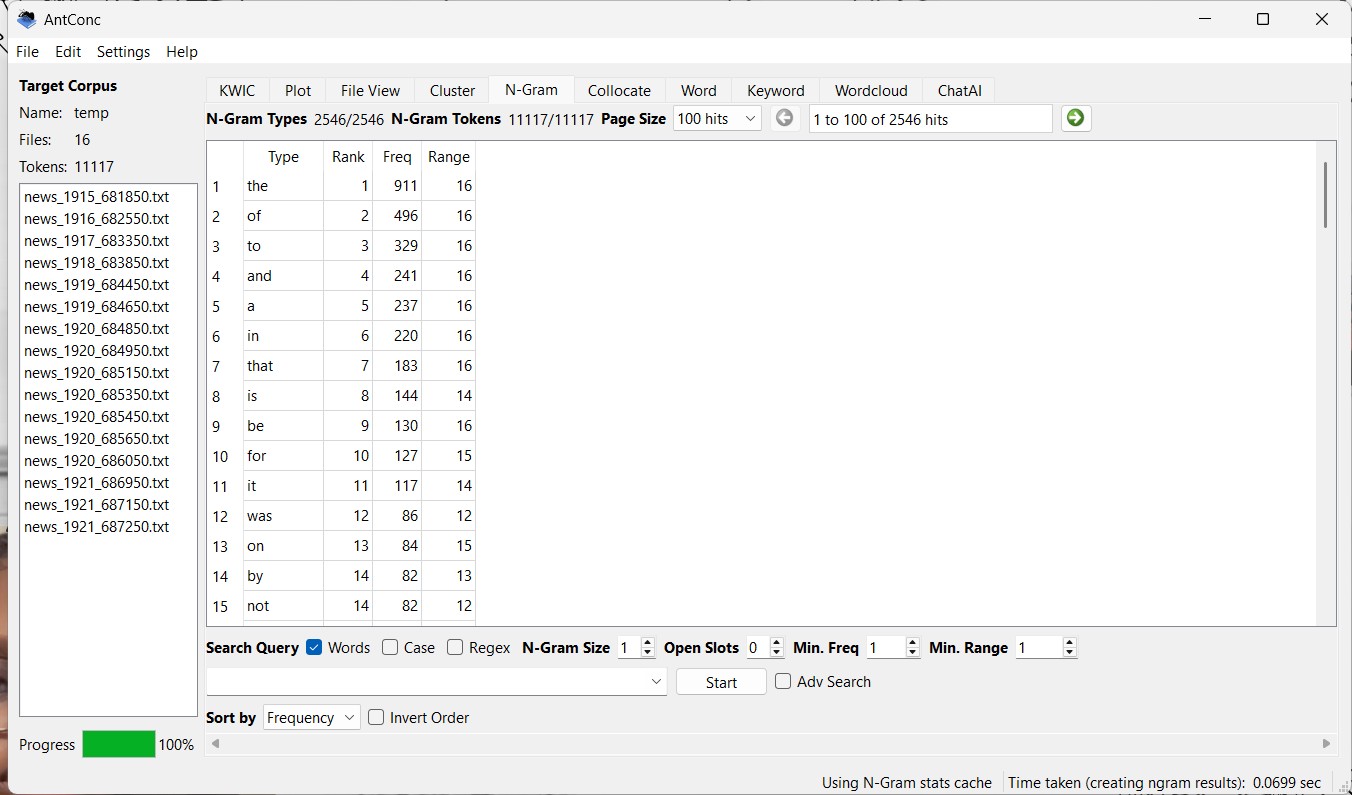 AntConc
File Edit Settings Help
Target Corpus
Name: temp
Files: 16
Tokens: 11117
news_1915_681850.txt
news_1916_682550.txt
news_1917_683350.txt
news_1918_683850.txt
news_1919_684450.txt
news_1919_684650.txt
news_1920_684850.txt
news_1920_684950.txt
news_1920_685150.txt
news_1920_685350.txt
news_1920_685450.txt
news_1920_685650.txt
news_1920_686050.txt
news_1921_686950.txt
news_1921_687150.txt
news_1921_687250.txt
Progress 100%
KWIC Plot File View Cluster N-Gram Collocate Word Keyword Wordcloud ChatAI
N-Gram Types 2546/2546 N-Gram Tokens 11117/11117 Page Size 100 hits 1 to 100 of 2546 hits
Type Rank Freq Range
1 the 1 911 16
2 of 2 496 16
3 to 3 329 16
4 and 4 241 16
5 a 5 237 16
6 in 6 220 16
7 that 7 183 16
8 is 8 144 14
9 be 9 130 16
10 for 10 127 15
11 it 11 117 14
12 was 12 86 12
13 on 13 84 15
14 by 14 82 13
15 not 14 82 12
Search Query Words Case Regex N-Gram Size 1 Open Slots 0 Min. Freq 1 Min. Range 1
Start Adv Search
Sort by Frequency Invert Order
Using N-Gram stats cache Time taken (creating ngram results): 0.0699 sec